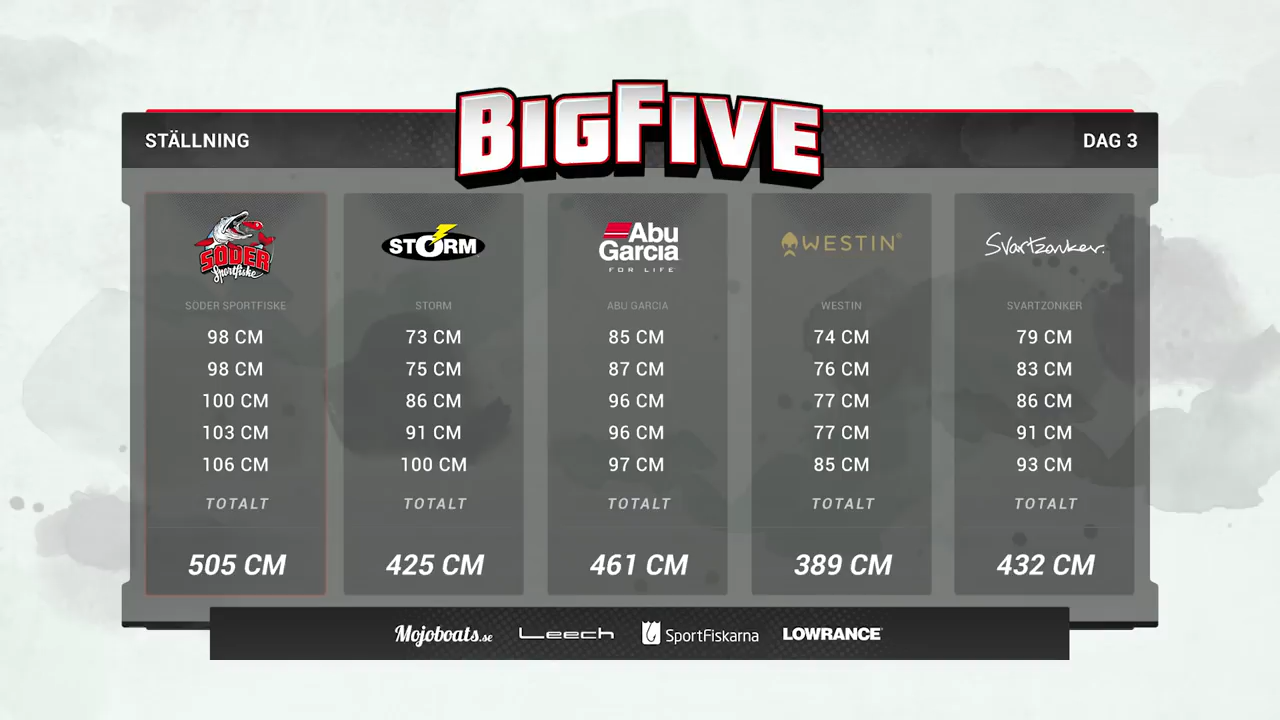 BIGFIVE
STÄLLNING
DAG 3
SÖDER
Sportfiske
STORM
Abu
Garcia
FOR LIFE
WESTIN®
Svartzonker.
SÖDER SPORTFISKE
STORM
ABU GARCIA
WESTIN
SVARTZONKER
98 CM 73 CM 85 CM 74 CM 79 CM
98 CM 75 CM 87 CM 76 CM 83 CM
100 CM 86 CM 96 CM 77 CM 86 CM
103 CM 91 CM 96 CM 77 CM 91 CM
106 CM 100 CM 97 CM 85 CM 93 CM
TOTALT TOTALT TOTALT TOTALT TOTALT
505 CM 425 CM 461 CM 389 CM 432 CM
Mojoboats.se Leech SportFiskarna LOWRANCE®